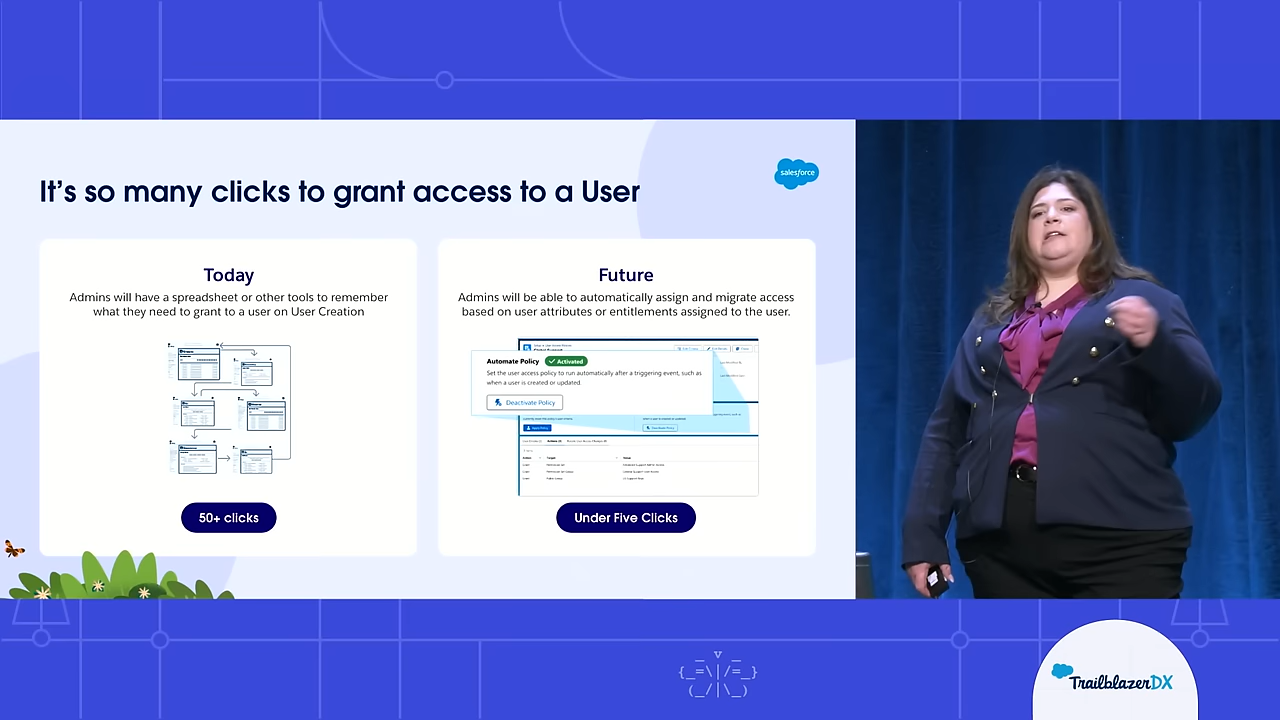 It's so many clicks to grant access to a User
salesforce
Today
Admins will have a spreadsheet or other tools to remember
what they need to grant to a user on User Creation
50+ clicks
Future
Admins will be able to automatically assign and migrate access
based on user attributes or entitlements assigned to the user.
Automate Policy
Activated
Set the user access policy to run automatically after a triggering event, such as
when a user is created or updated.
Deactivate Policy
Under Five Clicks
TrailblazerDX